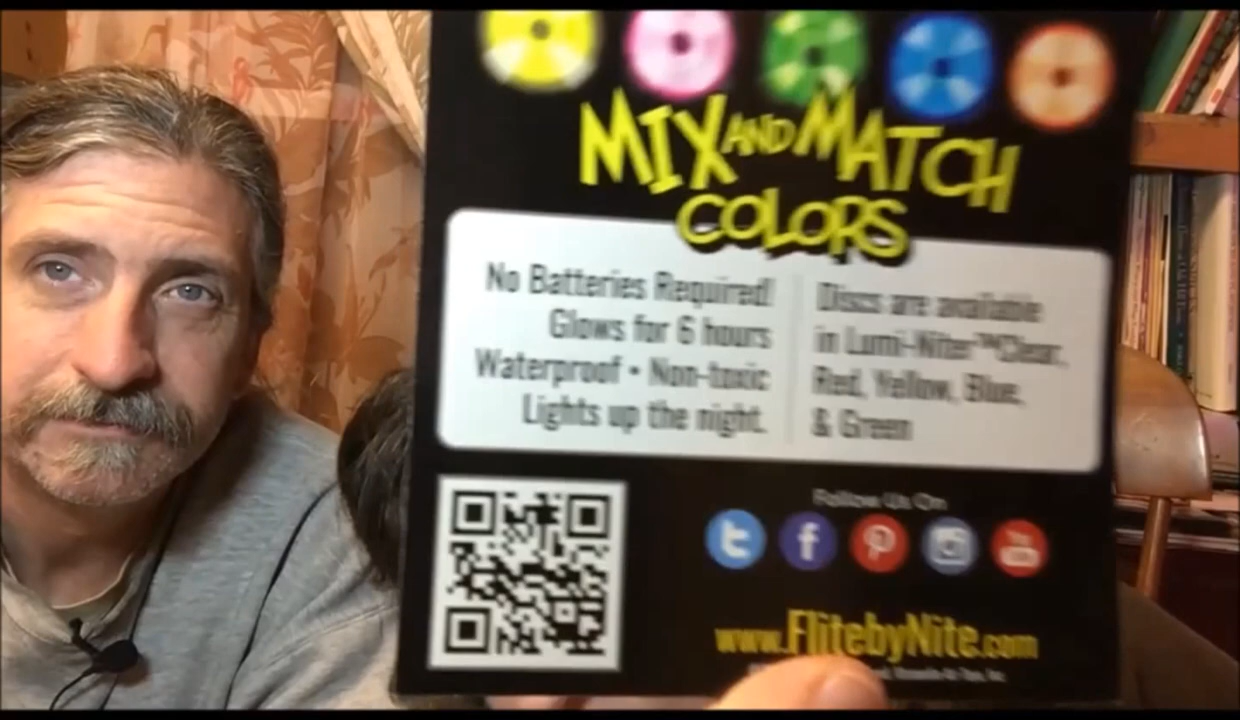 MIX AND MATCH
COLORS
No Batteries Required!
Glows for 6 hours
Waterproof • Non-toxic
Lights up the night.
Discs are available
in Lumi-Niter™ Clear,
Red, Yellow, Blue,
& Green
Follow Us On
www.FlitebyNite.com